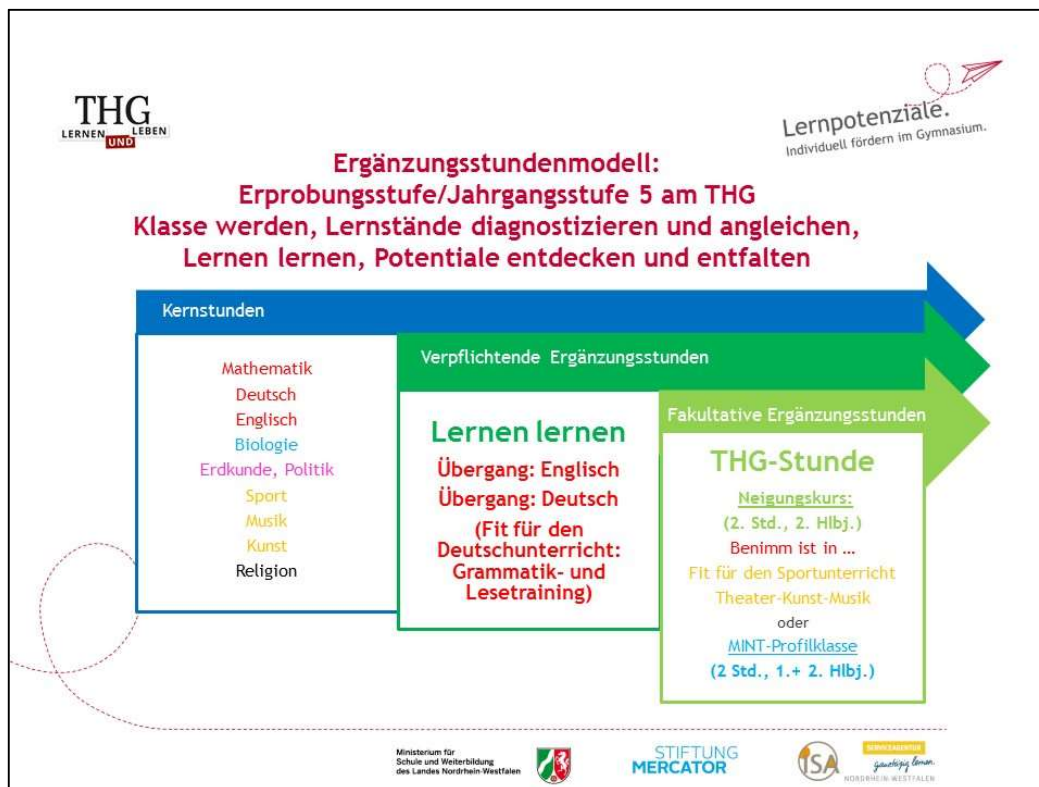 THG
LERNEN UND LEBEN
Lernpotenziale.
Individuell fördern im Gymnasium.
Ergänzungsstundenmodell:
Erprobungsstufe/Jahrgangsstufe 5 am THG
Klasse werden, Lernstände diagnostizieren und angleichen,
Lernen lernen, Potentiale entdecken und entfalten
Kernstunden
Mathematik
Deutsch
Englisch
Biologie
Erdkunde, Politik
Sport
Musik
Kunst
Religion
Verpflichtende Ergänzungsstunden
Lernen lernen
Übergang: Englisch
Übergang: Deutsch
(Fit für den
Deutschunterricht:
Grammatik- und
Lesetraining)
Fakultative Ergänzungsstunden
THG-Stunde
Neigungskurs:
(2. Std., 2. Hlbj.)
Benimm ist in …
Fit für den Sportunterricht
Theater-Kunst-Musik
oder
MINT-Profilklasse
(2 Std., 1.+ 2. Hlbj.)
Ministerium für
Schule und Weiterbildung
des Landes Nordrhein-Westfalen
STIFTUNG
MERCATOR
ISA
SERVICEAGENTUR
ganztägig lernen.
NORDRHEIN-WESTFALEN